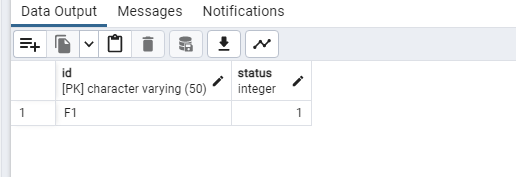 Data Output Messages Notifications
id status
[PK] character varying (50) integer
1 F1 1